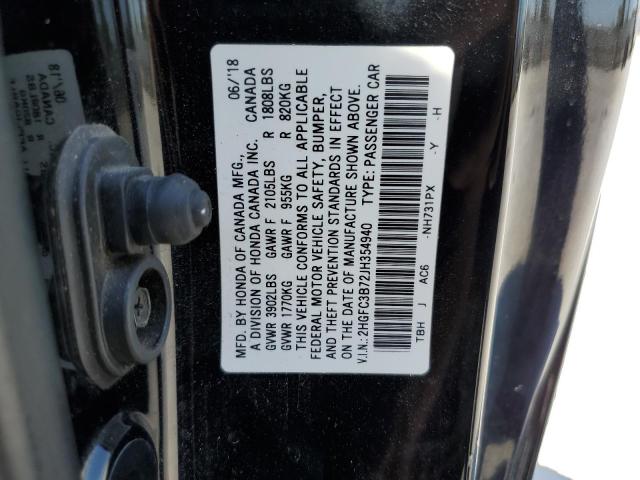 MFD. BY HONDA OF CANADA MFG., 06/'18
A DIVISION OF HONDA CANADA INC. CANADA
GVWR 3902LBS GAWR F 2105LBS R 1808LBS
GVWR 1770KG GAWR F 955KG R 820KG
THIS VEHICLE CONFORMS TO ALL APPLICABLE
FEDERAL MOTOR VEHICLE SAFETY, BUMPER,
AND THEFT PREVENTION STANDARDS IN EFFECT
ON THE DATE OF MANUFACTURE SHOWN ABOVE.
V.I.N.: 2HGFC3B72JH354940 TYPE: PASSENGER CAR
TBH J AC6 -NH731PX -Y -H